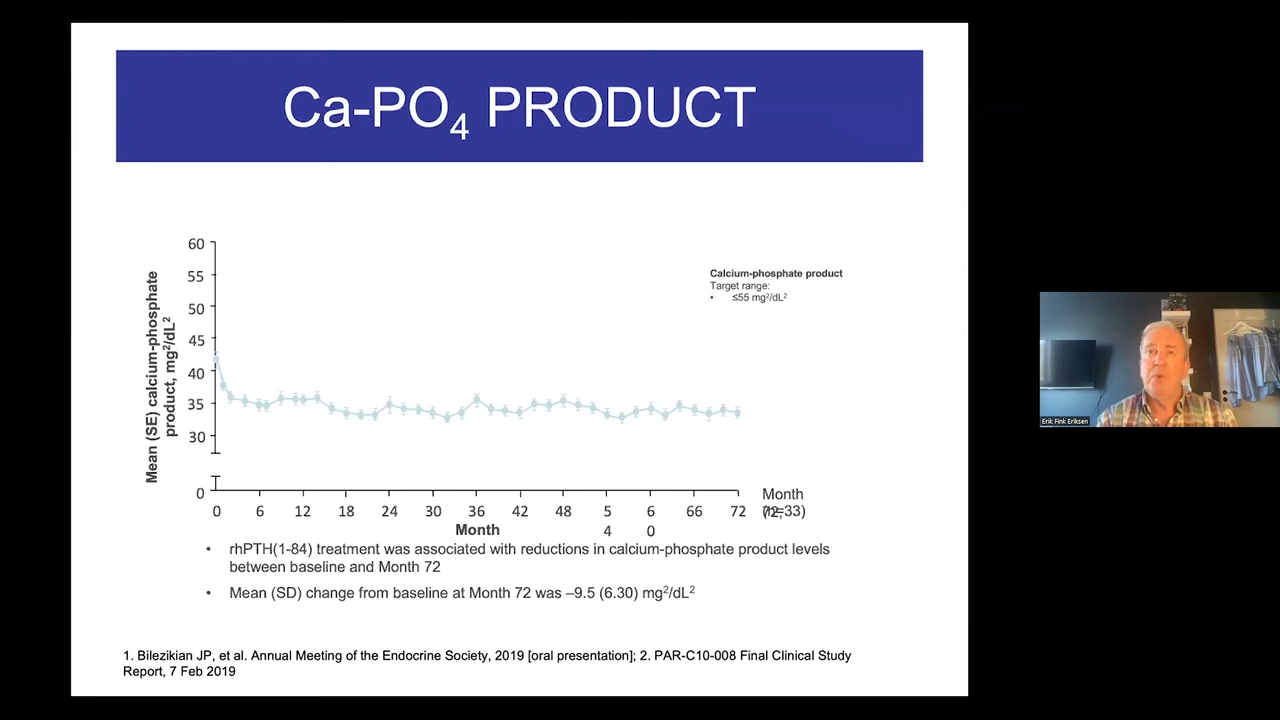 Ca-PO4 PRODUCT
60
55
50
45
40
35
30
0
Mean (SE) calcium-phosphate
product, mg²/dL²
Calcium-phosphate product
Target range:
• ≤55 mg²/dL²
0 6 12 18 24 30 36 42 48 54 60 66 72
Month
Month
72
(n=33)
• rhPTH(1-84) treatment was associated with reductions in calcium-phosphate product levels
between baseline and Month 72
• Mean (SD) change from baseline at Month 72 was –9.5 (6.30) mg²/dL²
1. Bilezikian JP, et al. Annual Meeting of the Endocrine Society, 2019 [oral presentation]; 2. PAR-C10-008 Final Clinical Study
Report, 7 Feb 2019
Erik Fink Eriksen